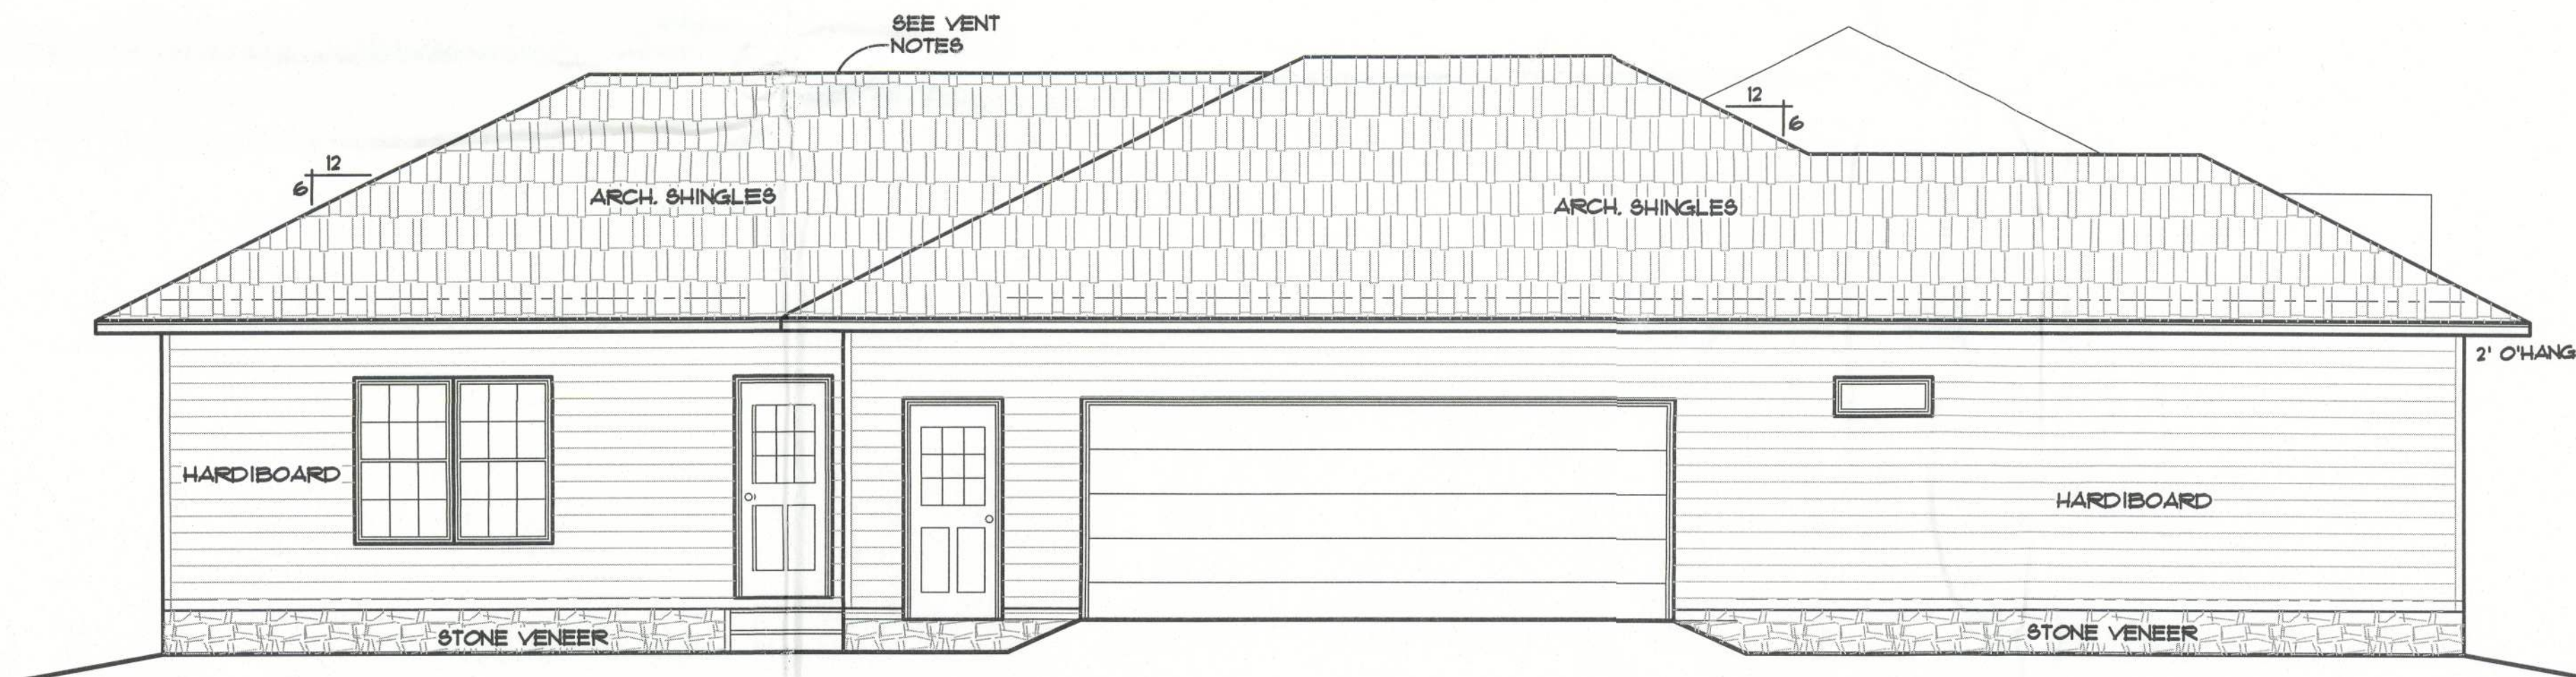 SEE VENT
NOTES
12
6
12
6
ARCH. SHINGLES
ARCH. SHINGLES
2' O'HANG
HARDIBOARD
HARDIBOARD
STONE VENEER
STONE VENEER